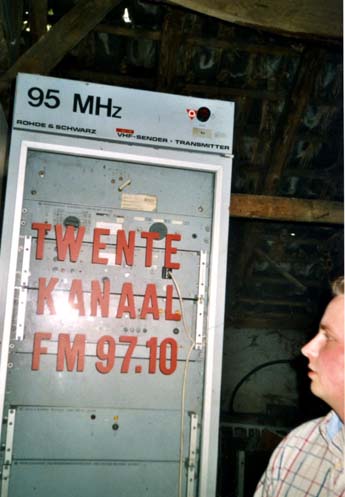 95 MHz
ROHDE & SCHWARZ
VHF-SENDER · TRANSMITTER
TWENTE
KANAAL
FM 97.10